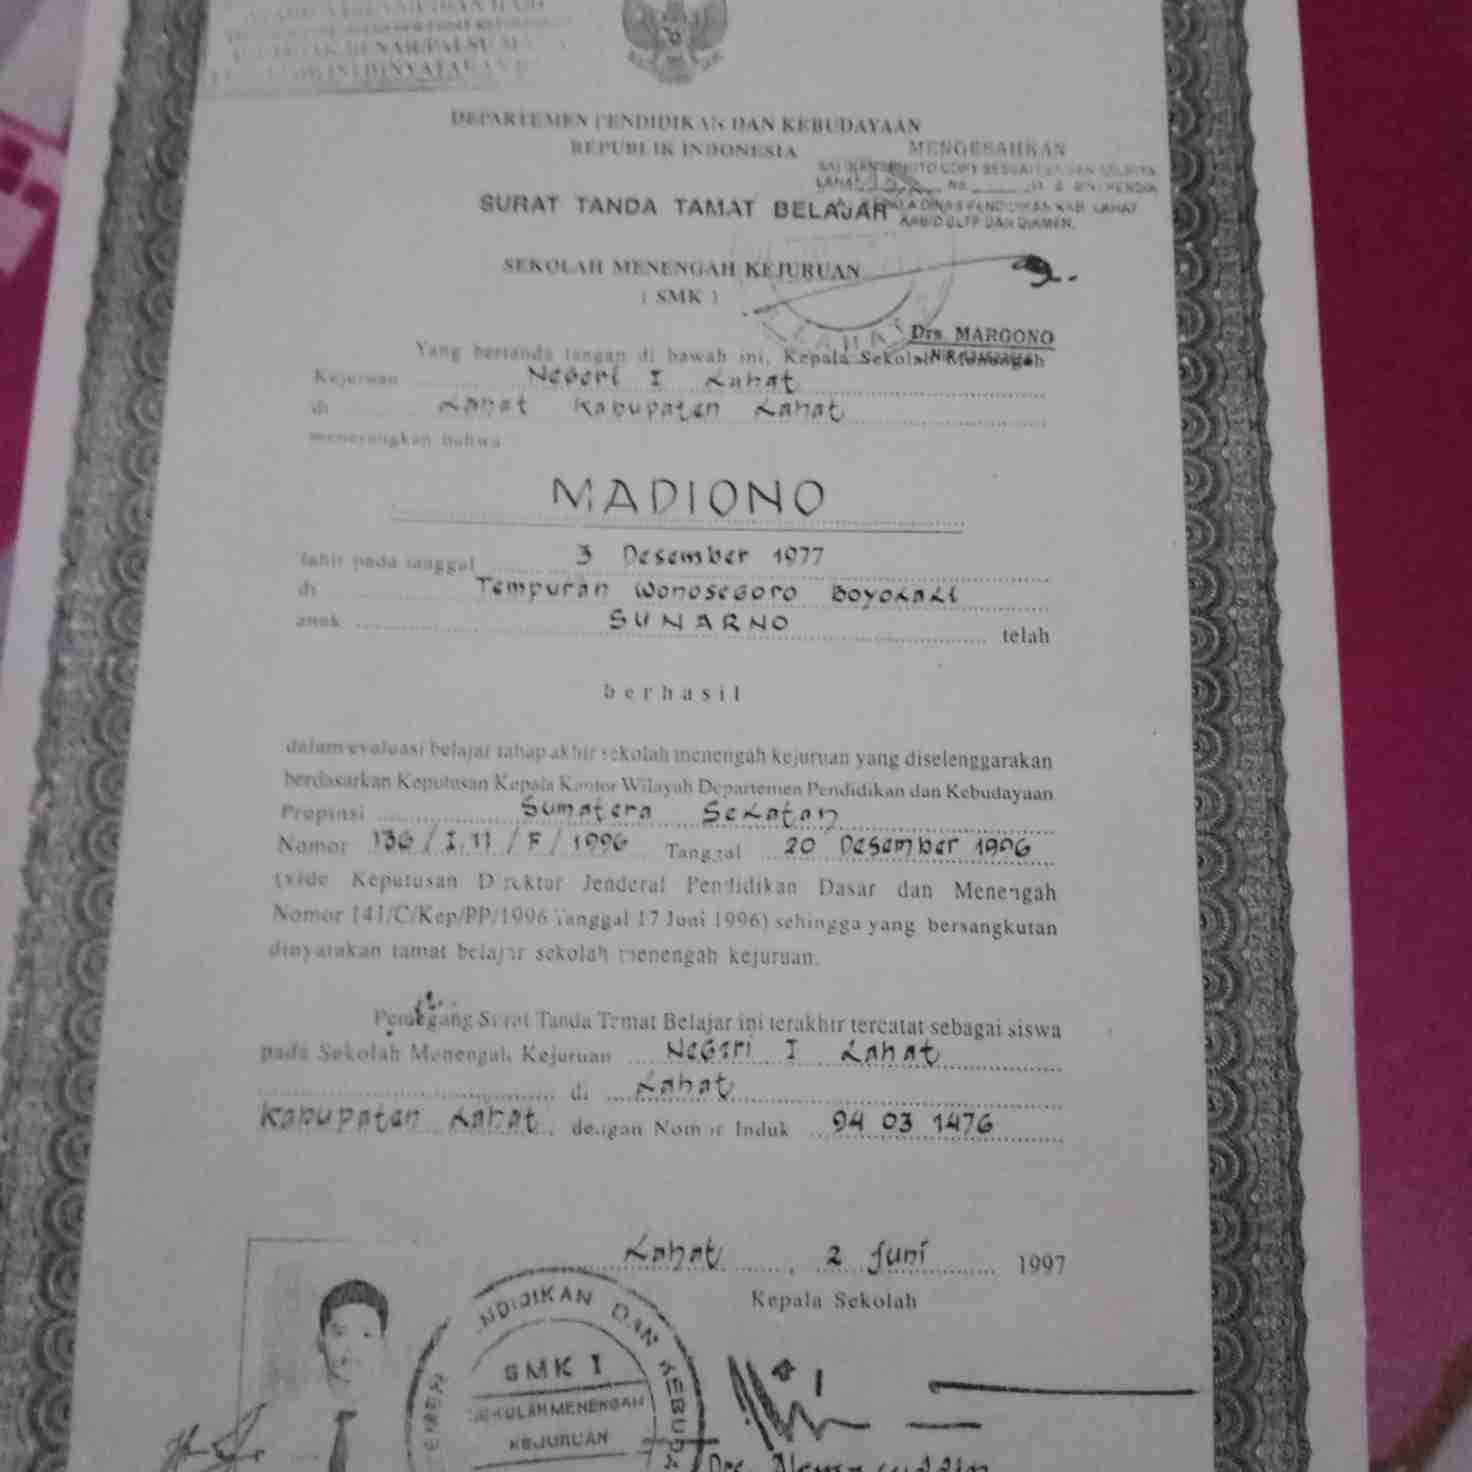 DEPARTEMEN PENDIDIKAN DAN KEBUDAYAAN
REPUBLIK INDONESIA
MENGESAHKAN
SURAT TANDA TAMAT BELAJAR
SEKOLAH MENENGAH KEJURUAN
( SMK )
Drs. MARGONO
Yang bertanda tangan di bawah ini, Kepala Sekolah Menengah
Kejuruan Negeri I Lahat
di Lahat Kabupaten Lahat
menerangkan bahwa
MADIONO
lahir pada tanggal 3 Desember 1977
di Tempuran Wonosegoro Boyolali
anak SUNARNO telah
berhasil
dalam evaluasi belajar tahap akhir sekolah menengah kejuruan yang diselenggarakan
berdasarkan Keputusan Kepala Kantor Wilayah Departemen Pendidikan dan Kebudayaan
Propinsi Sumatera Selatan
Nomor 136 / I.11 / F / 1996 Tanggal 20 Desember 1996
(vide Keputusan Direktur Jenderal Pendidikan Dasar dan Menengah
Nomor 141/C/Kep/PP/1996 Tanggal 17 Juni 1996) sehingga yang bersangkutan
dinyatakan tamat belajar sekolah menengah kejuruan.
Pemegang Surat Tanda Tamat Belajar ini terakhir tercatat sebagai siswa
pada Sekolah Menengah Kejuruan Negeri I Lahat
di Lahat
Kabupaten Lahat, dengan Nomor Induk 94 03 1476
Lahat, 2 Juni 1997
Kepala Sekolah
NDIDIKAN DAN KEBUD
SMK I
SEKOLAH MENENGAH
KEJURUAN
Drs.